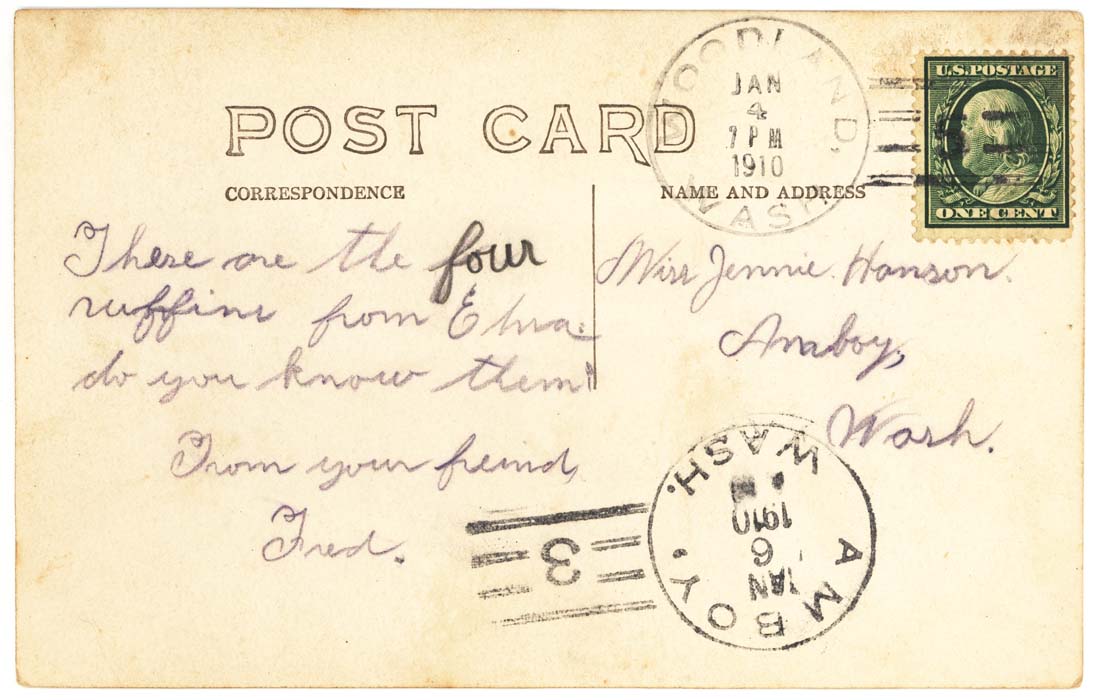 POST CARD
CORRESPONDENCE
NAME AND ADDRESS
WOODLAND, WASH.
JAN
4
7 PM
1910
U.S. POSTAGE
ONE CENT
These are the four
ruffins from Elma.
do you know them
From your freind,
Fred.
Miss Jennie Hanson.
Amboy,
Wash.
AMBOY. WASH.
JAN
6
1910
3